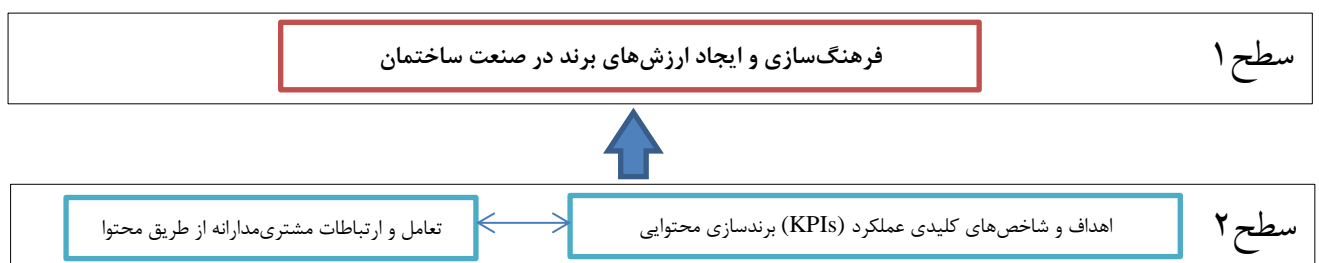 سطح ۱
فرهنگ‌سازی و ایجاد ارزش‌های برند در صنعت ساختمان
سطح ۲
اهداف و شاخص‌های کلیدی عملکرد (KPIs) برندسازی محتوایی
تعامل و ارتباطات مشتری‌مدارانه از طریق محتوا